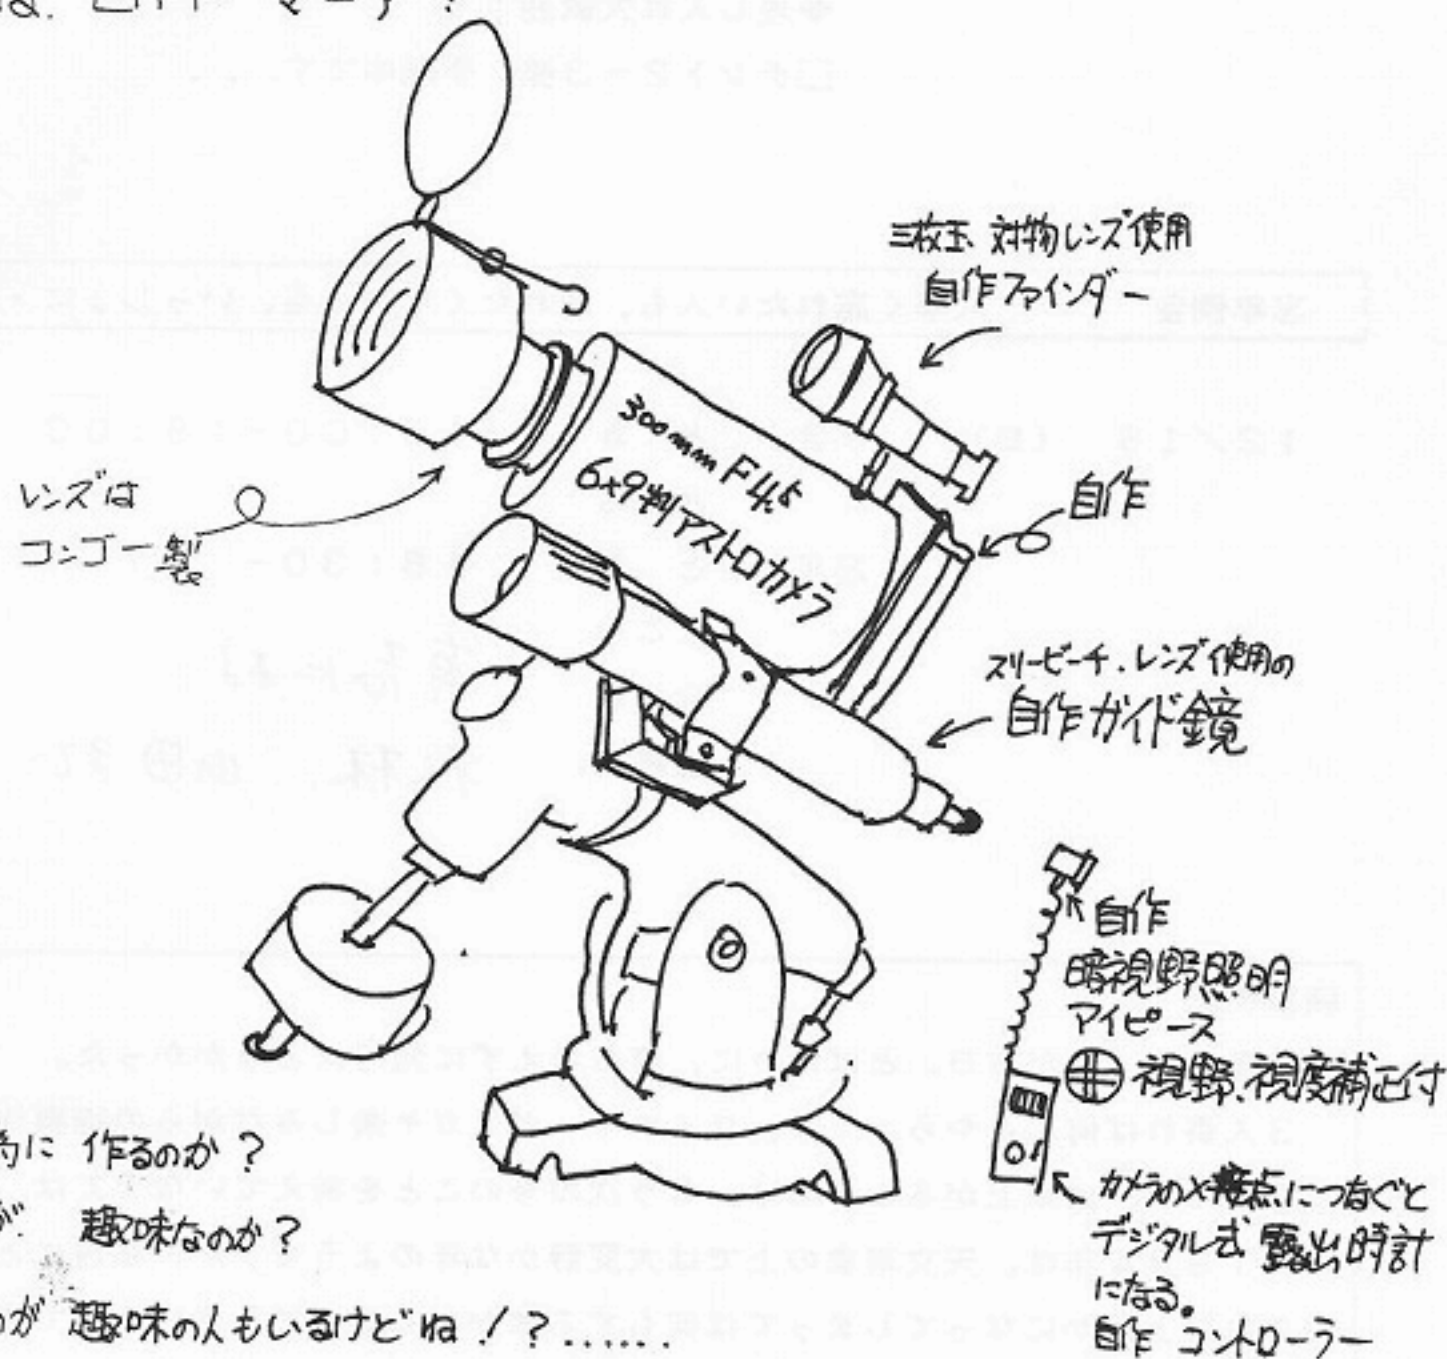 三枚玉、対物レンズ使用
自作ファインダー
300mm F4.5
6x9判アストロカメラ
レンズは
コンゴー製
自作
スリービーチ、レンズ使用の
自作ガイド鏡
自作
暗視野照明
アイピース
視野、視度補正付
カメラのX接点につなぐと
デジタル式 露出時計
になる。
自作 コントローラー
に 作るのか?
が 趣味なのか?
が 趣味の人もいるけどね!?......